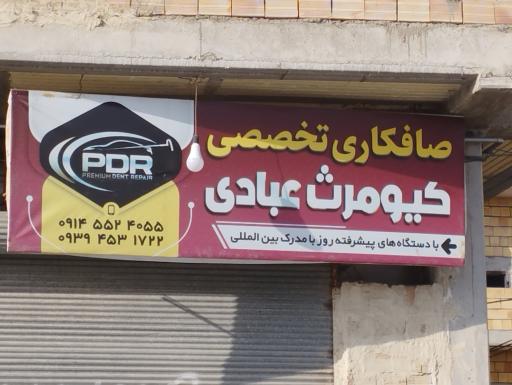 صافکاری تخصصی
کیومرث عبادی
با دستگاه های پیشرفته روز با مدرک بین المللی
PDR
PREMIUM DENT REPAIR
۰۹۱۴ ۵۵۲ ۴۰۵۵
۰۹۳۹ ۴۵۳ ۱۷۲۲